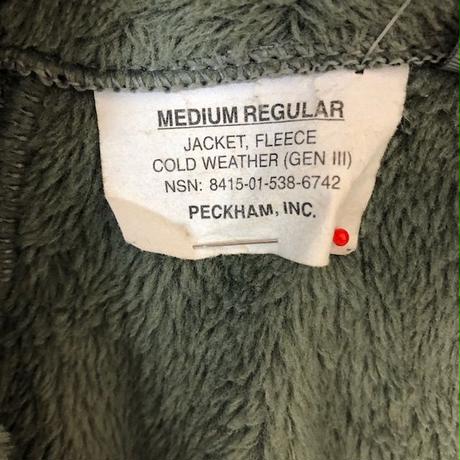 MEDIUM REGULAR
JACKET, FLEECE
COLD WEATHER (GEN III)
NSN: 8415-01-538-6742
PECKHAM, INC.